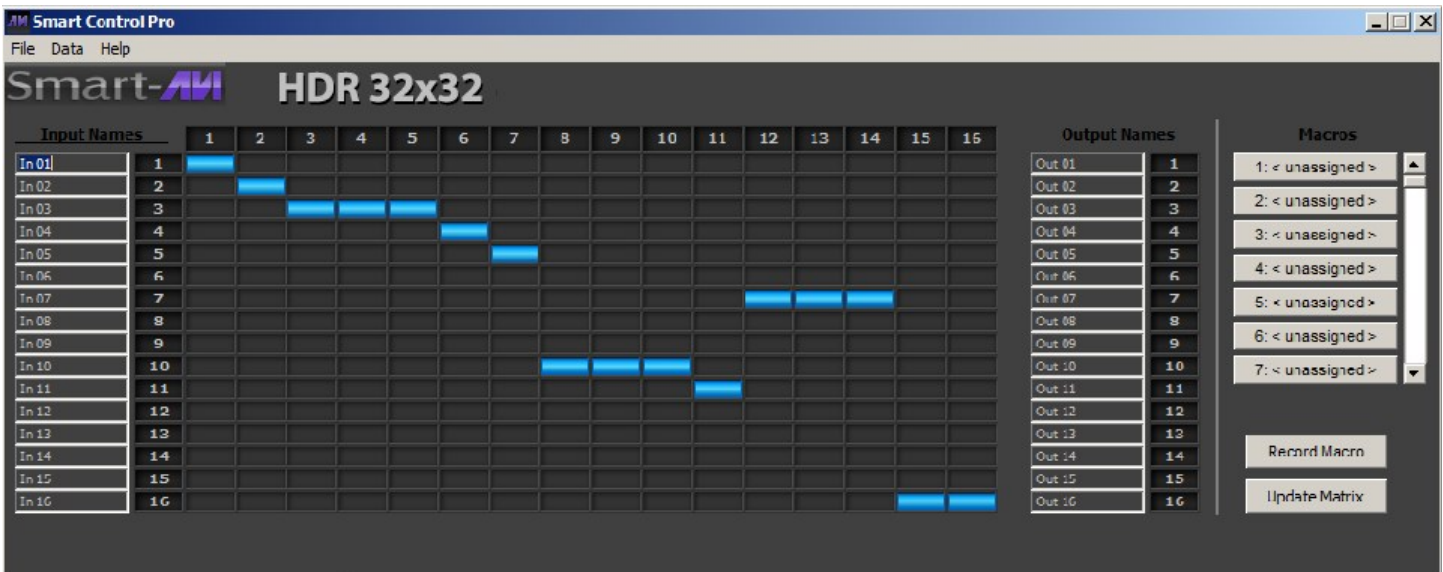 Smart Control Pro
File Data Help
Smart-AVI HDR 32x32
Input Names 1 2 3 4 5 6 7 8 9 10 11 12 13 14 15 16 Output Names Macros
In 01 1 Out 01 1 1: < unassigned >
In 02 2 Out 02 2 2: < unassigned >
In 03 3 Out 03 3
In 04 4 Out 04 4 3: < unassigned >
In 05 5 Out 05 5 4: < unassigned >
In 06 6 Out 06 6
In 07 7 Out 07 7 5: < unassigned >
In 08 8 Out 08 8
In 09 9 Out 09 9 6: < unassigned >
In 10 10 Out 10 10 7: < unassigned >
In 11 11 Out 11 11
In 12 12 Out 12 12
In 13 13 Out 13 13
In 14 14 Out 14 14 Record Macro
In 15 15 Out 15 15
In 16 16 Out 16 16 Update Matrix